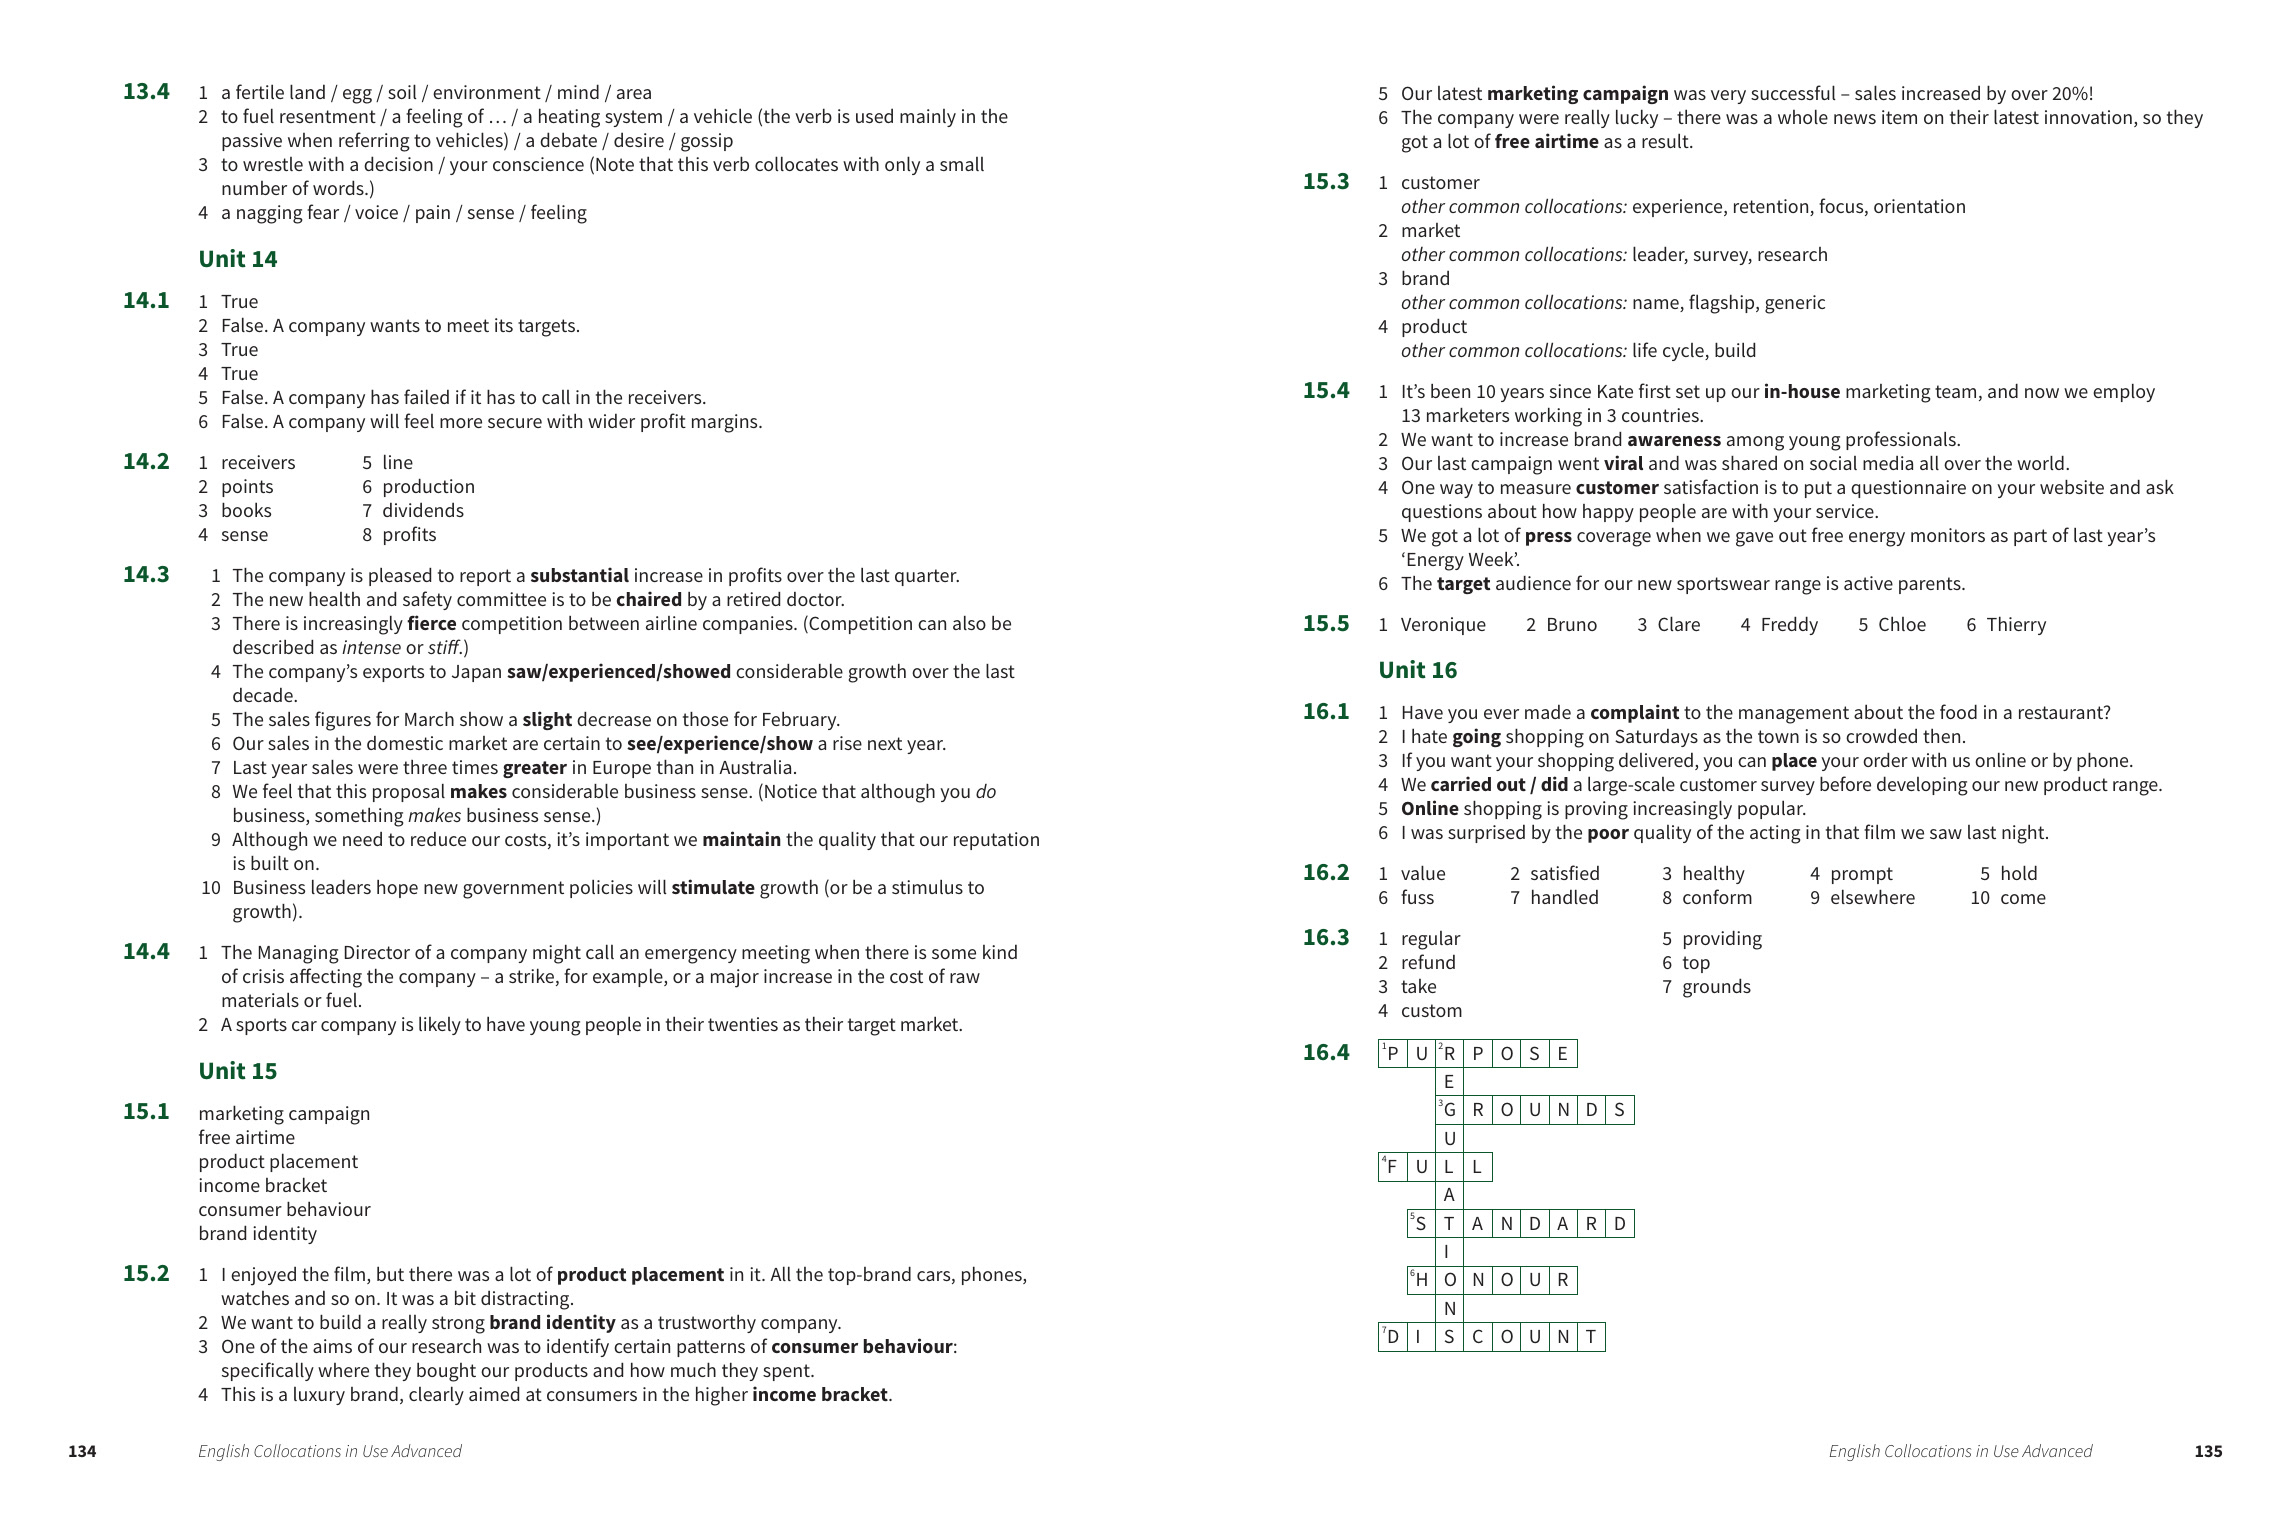 13.4 1 a fertile land / egg / soil / environment / mind / area
2 to fuel resentment / a feeling of … / a heating system / a vehicle (the verb is used mainly in the
passive when referring to vehicles) / a debate / desire / gossip
3 to wrestle with a decision / your conscience (Note that this verb collocates with only a small
number of words.)
4 a nagging fear / voice / pain / sense / feeling
Unit 14
14.1 1 True
2 False. A company wants to meet its targets.
3 True
4 True
5 False. A company has failed if it has to call in the receivers.
6 False. A company will feel more secure with wider profit margins.
14.2 1 receivers 5 line
2 points 6 production
3 books 7 dividends
4 sense 8 profits
14.3 1 The company is pleased to report a substantial increase in profits over the last quarter.
2 The new health and safety committee is to be chaired by a retired doctor.
3 There is increasingly fierce competition between airline companies. (Competition can also be
described as intense or stiff.)
4 The company’s exports to Japan saw/experienced/showed considerable growth over the last
decade.
5 The sales figures for March show a slight decrease on those for February.
6 Our sales in the domestic market are certain to see/experience/show a rise next year.
7 Last year sales were three times greater in Europe than in Australia.
8 We feel that this proposal makes considerable business sense. (Notice that although you do
business, something makes business sense.)
9 Although we need to reduce our costs, it’s important we maintain the quality that our reputation
is built on.
10 Business leaders hope new government policies will stimulate growth (or be a stimulus to
growth).
14.4 1 The Managing Director of a company might call an emergency meeting when there is some kind
of crisis affecting the company – a strike, for example, or a major increase in the cost of raw
materials or fuel.
2 A sports car company is likely to have young people in their twenties as their target market.
Unit 15
15.1 marketing campaign
free airtime
product placement
income bracket
consumer behaviour
brand identity
15.2 1 I enjoyed the film, but there was a lot of product placement in it. All the top-brand cars, phones,
watches and so on. It was a bit distracting.
2 We want to build a really strong brand identity as a trustworthy company.
3 One of the aims of our research was to identify certain patterns of consumer behaviour:
specifically where they bought our products and how much they spent.
4 This is a luxury brand, clearly aimed at consumers in the higher income bracket.
134 English Collocations in Use Advanced
5 Our latest marketing campaign was very successful – sales increased by over 20%!
6 The company were really lucky – there was a whole news item on their latest innovation, so they
got a lot of free airtime as a result.
15.3 1 customer
other common collocations: experience, retention, focus, orientation
2 market
other common collocations: leader, survey, research
3 brand
other common collocations: name, flagship, generic
4 product
other common collocations: life cycle, build
15.4 1 It’s been 10 years since Kate first set up our in-house marketing team, and now we employ
13 marketers working in 3 countries.
2 We want to increase brand awareness among young professionals.
3 Our last campaign went viral and was shared on social media all over the world.
4 One way to measure customer satisfaction is to put a questionnaire on your website and ask
questions about how happy people are with your service.
5 We got a lot of press coverage when we gave out free energy monitors as part of last year’s
‘Energy Week’.
6 The target audience for our new sportswear range is active parents.
15.5 1 Veronique 2 Bruno 3 Clare 4 Freddy 5 Chloe 6 Thierry
Unit 16
16.1 1 Have you ever made a complaint to the management about the food in a restaurant?
2 I hate going shopping on Saturdays as the town is so crowded then.
3 If you want your shopping delivered, you can place your order with us online or by phone.
4 We carried out / did a large-scale customer survey before developing our new product range.
5 Online shopping is proving increasingly popular.
6 I was surprised by the poor quality of the acting in that film we saw last night.
16.2 1 value 2 satisfied 3 healthy 4 prompt 5 hold
6 fuss 7 handled 8 conform 9 elsewhere 10 come
16.3 1 regular 5 providing
2 refund 6 top
3 take 7 grounds
4 custom
16.4 1 P U 2 R P O S E
E
3 G R O U N D S
U
4 F U L L
A
5 S T A N D A R D
I
6 H O N O U R
N
7 D I S C O U N T
English Collocations in Use Advanced 135